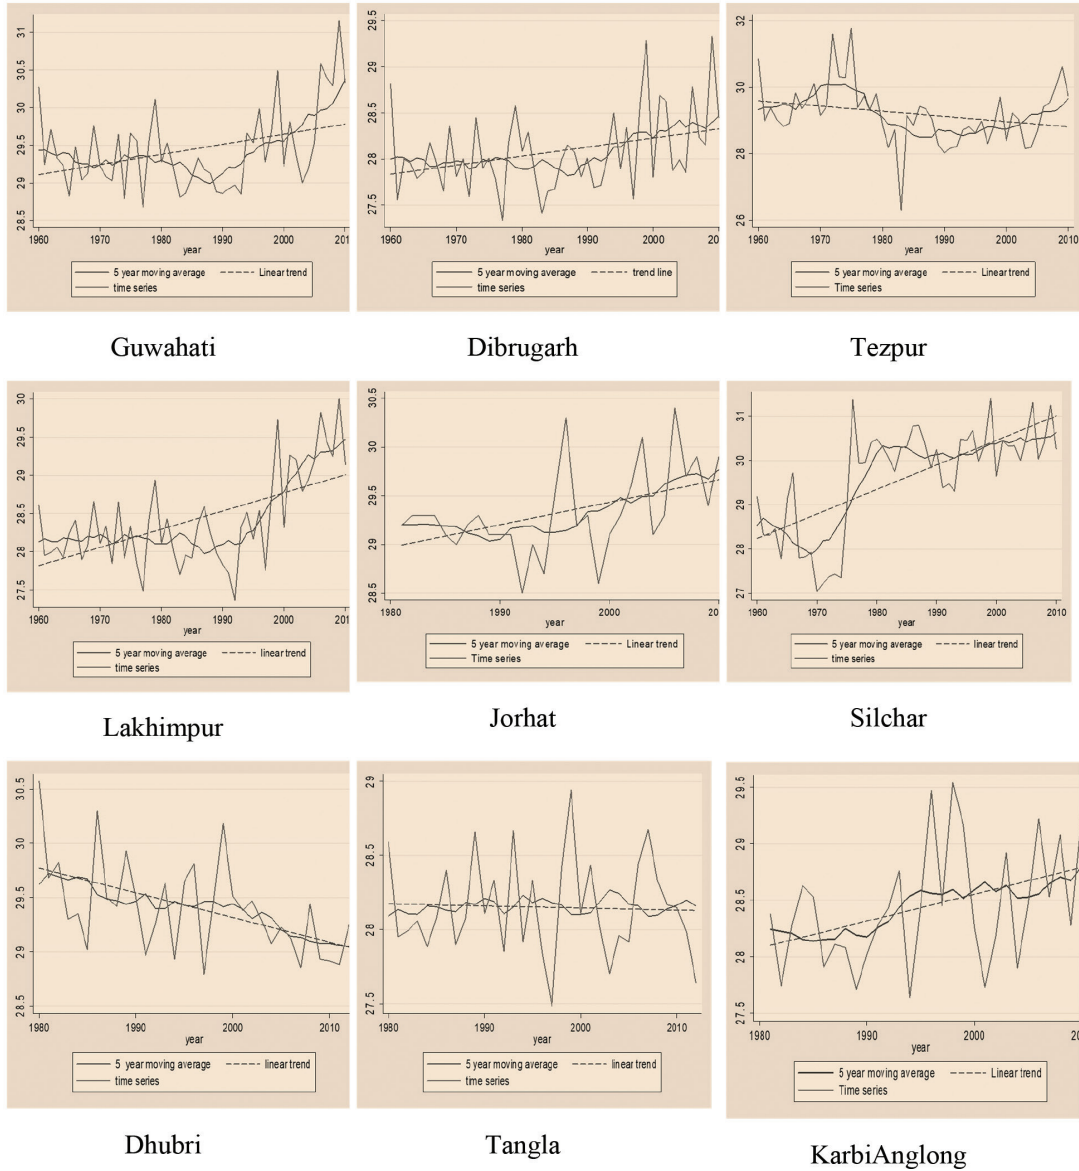 31
30.5
30
29.5
29
28.5
1960 1970 1980 1990 2000 201
year
5 year moving average Linear trend
time series
Guwahati
29.5
29
28.5
28
27.5
1960 1970 1980 1990 2000 20
year
5 year moving average trend line
time series
Dibrugarh
32
30
28
26
1960 1970 1980 1990 2000 2010
year
5 year moving average Linear trend
Time series
Tezpur
30
29.5
29
28.5
28
27.5
1960 1970 1980 1990 2000 201
year
5 year moving average linear trend
time series
Lakhimpur
30.5
30
29.5
29
28.5
1980 1990 2000 20
year
5 year moving average Linear trend
Time series
Jorhat
31
30
29
28
27
1960 1970 1980 1990 2000 2010
year
5 year moving average linear trend
time series
Silchar
30.5
30
29.5
29
28.5
1980 1990 2000
year
5 year moving average linear trend
time series
Dhubri
29
28.5
28
27.5
1980 1990 2000 2010
year
5 year moving average linear trend
time series
Tangla
29.5
29
28.5
28
27.5
1980 1990 2000 20
year
5 year moving average Linear trend
Time series
KarbiAnglong